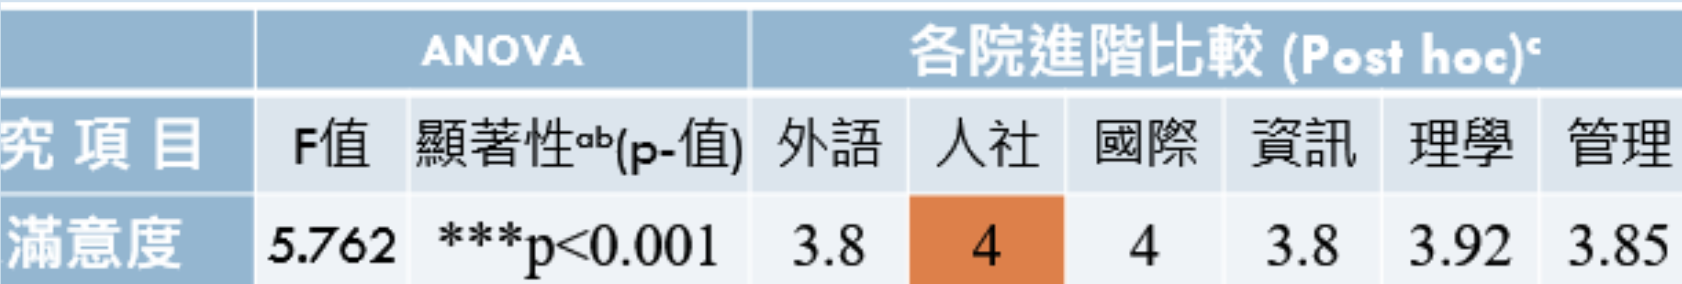 ANOVA 各院進階比較 (Post hoc)ᶜ
究項目 F值 顯著性ᵃᵇ(p-值) 外語 人社 國際 資訊 理學 管理
滿意度 5.762 ***p<0.001 3.8 4 4 3.8 3.92 3.85